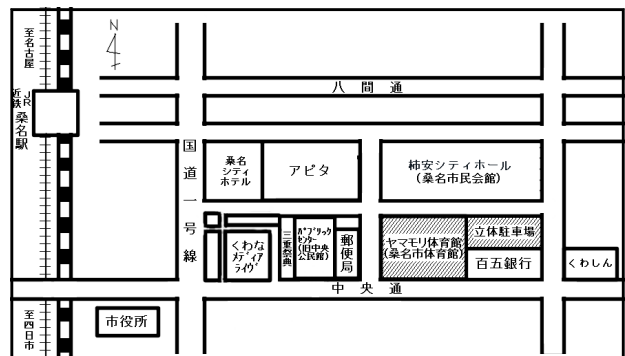 至名古屋
N
近鉄
JR
桑名駅
八間通
国道一号線
桑名
シティ
ホテル
アピタ
柿安シティホール
(桑名市民会館)
くわな
メディア
ライヴ
三重祭典
パブリック
センター
(旧中央
公民館)
郵便局
ヤマモリ体育館
(桑名市体育館)
立体駐車場
百五銀行
くわしん
中央通
市役所
至四日市